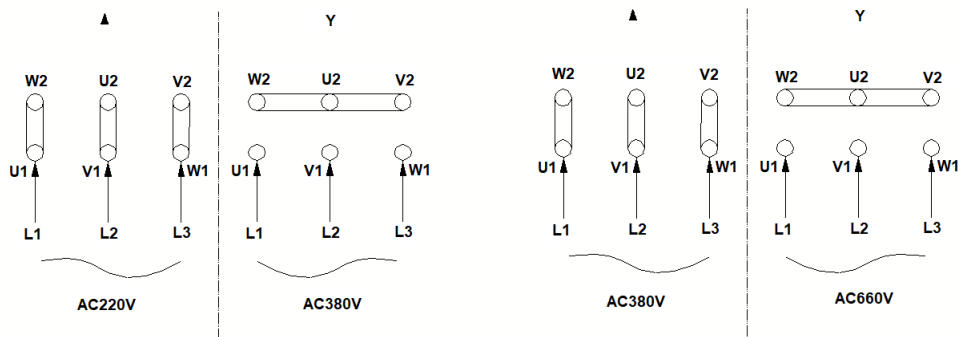 Y
W2 U2 V2
W2 U2 V2
U1 V1 W1
U1 V1 W1
L1 L2 L3
L1 L2 L3
AC220V
AC380V
Y
W2 U2 V2
W2 U2 V2
U1 V1 W1
U1 V1 W1
L1 L2 L3
L1 L2 L3
AC380V
AC660V